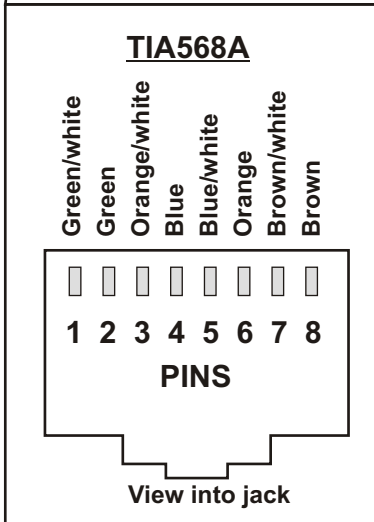 TIA568A
Green/white
Green
Orange/white
Blue
Blue/white
Orange
Brown/white
Brown
1 2 3 4 5 6 7 8
PINS
View into jack